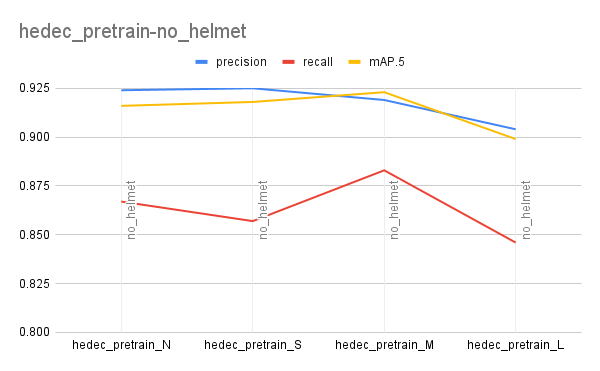 hedec_pretrain-no_helmet
precision recall mAP.5
0.925
0.900
0.875
0.850
0.825
0.800
no_helmet no_helmet no_helmet no_helmet
hedec_pretrain_N hedec_pretrain_S hedec_pretrain_M hedec_pretrain_L